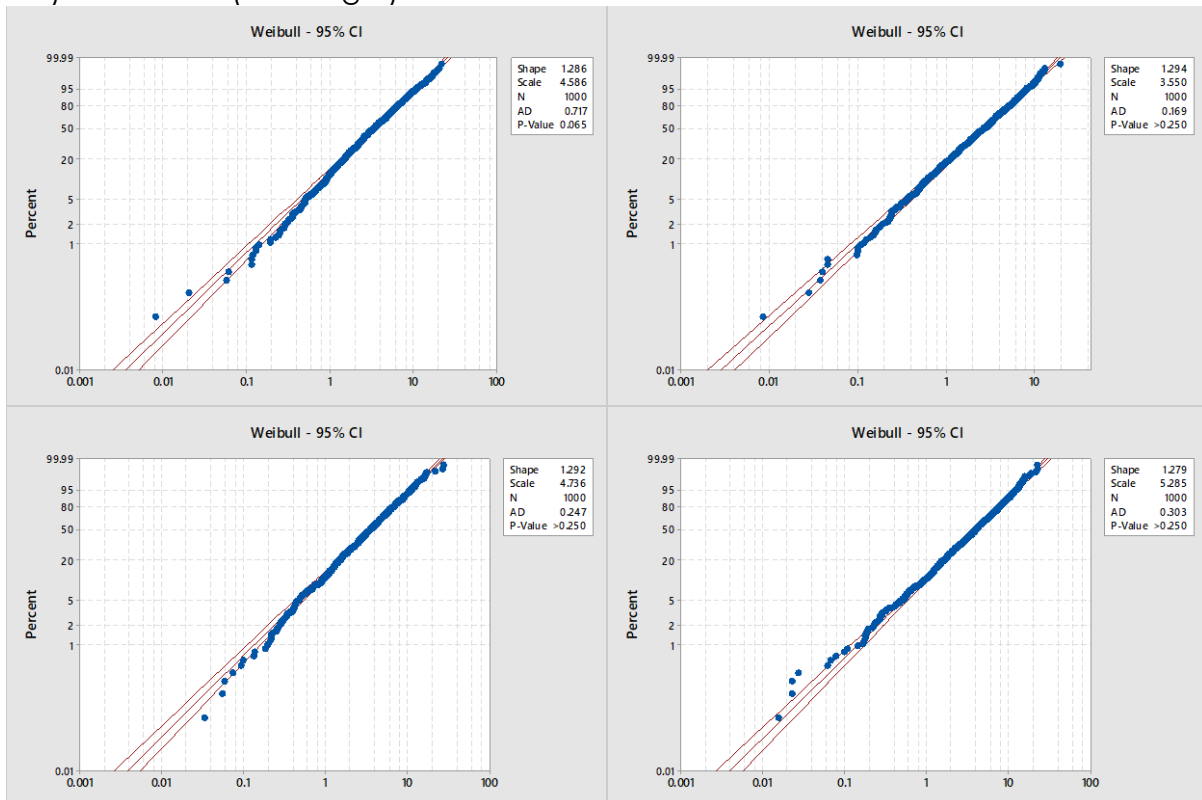 Weibull - 95% CI
99.99
95
80
50
20
5
2
1
0.01
Percent
0.001 0.01 0.1 1 10 100
Shape 1.286
Scale 4.586
N 1000
AD 0.717
P-Value 0.065
Weibull - 95% CI
99.99
95
80
50
20
5
2
1
0.01
Percent
0.001 0.01 0.1 1 10
Shape 1.294
Scale 3.550
N 1000
AD 0.169
P-Value >0.250
Weibull - 95% CI
99.99
95
80
50
20
5
2
1
0.01
Percent
0.001 0.01 0.1 1 10 100
Shape 1.292
Scale 4.736
N 1000
AD 0.247
P-Value >0.250
Weibull - 95% CI
99.99
95
80
50
20
5
2
1
0.01
Percent
0.001 0.01 0.1 1 10 100
Shape 1.279
Scale 5.285
N 1000
AD 0.303
P-Value >0.250